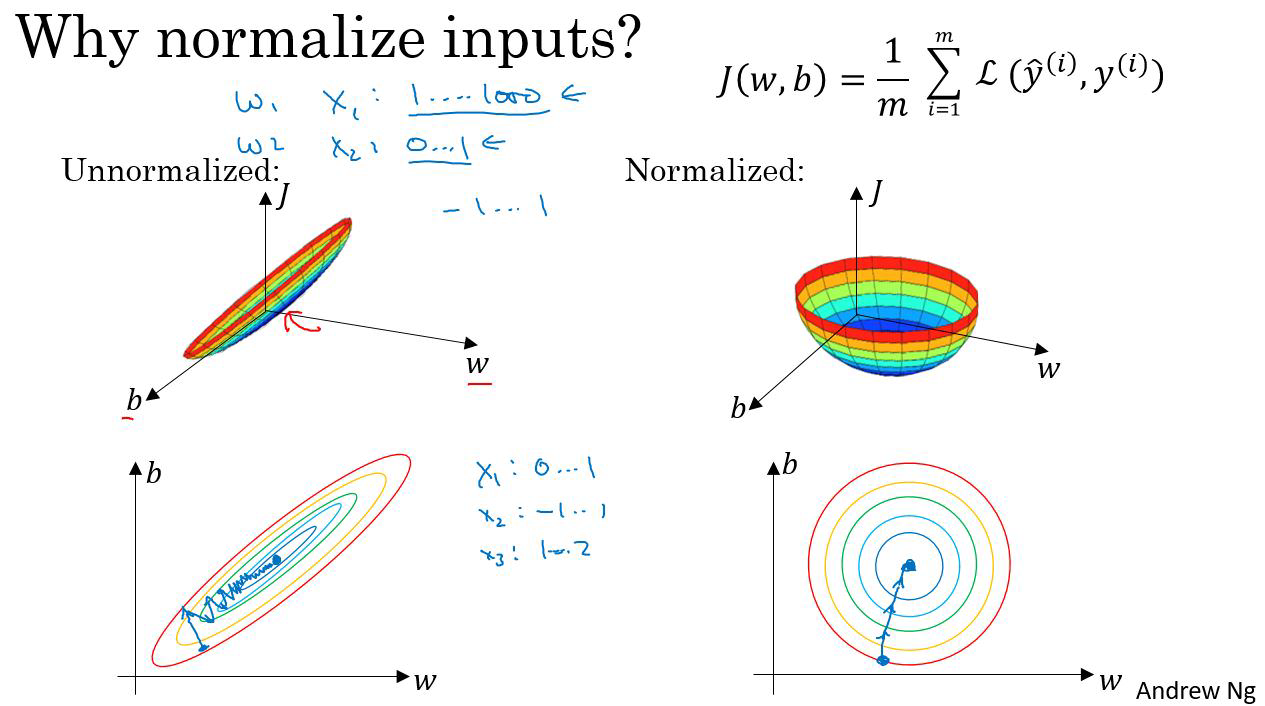 Why normalize inputs?
J(w, b) = 1/m ∑_{i=1}^{m} ℒ (ŷ^{(i)}, y^{(i)})
w₁ x₁ : 1....1000 ←
w2 x₂ : 0...1 ←
-1...1
Unnormalized:
J
w
b
Normalized:
J
w
b
b
w
x₁ : 0...1
x₂ : -1...1
x₃ : 1...2
b
w
Andrew Ng